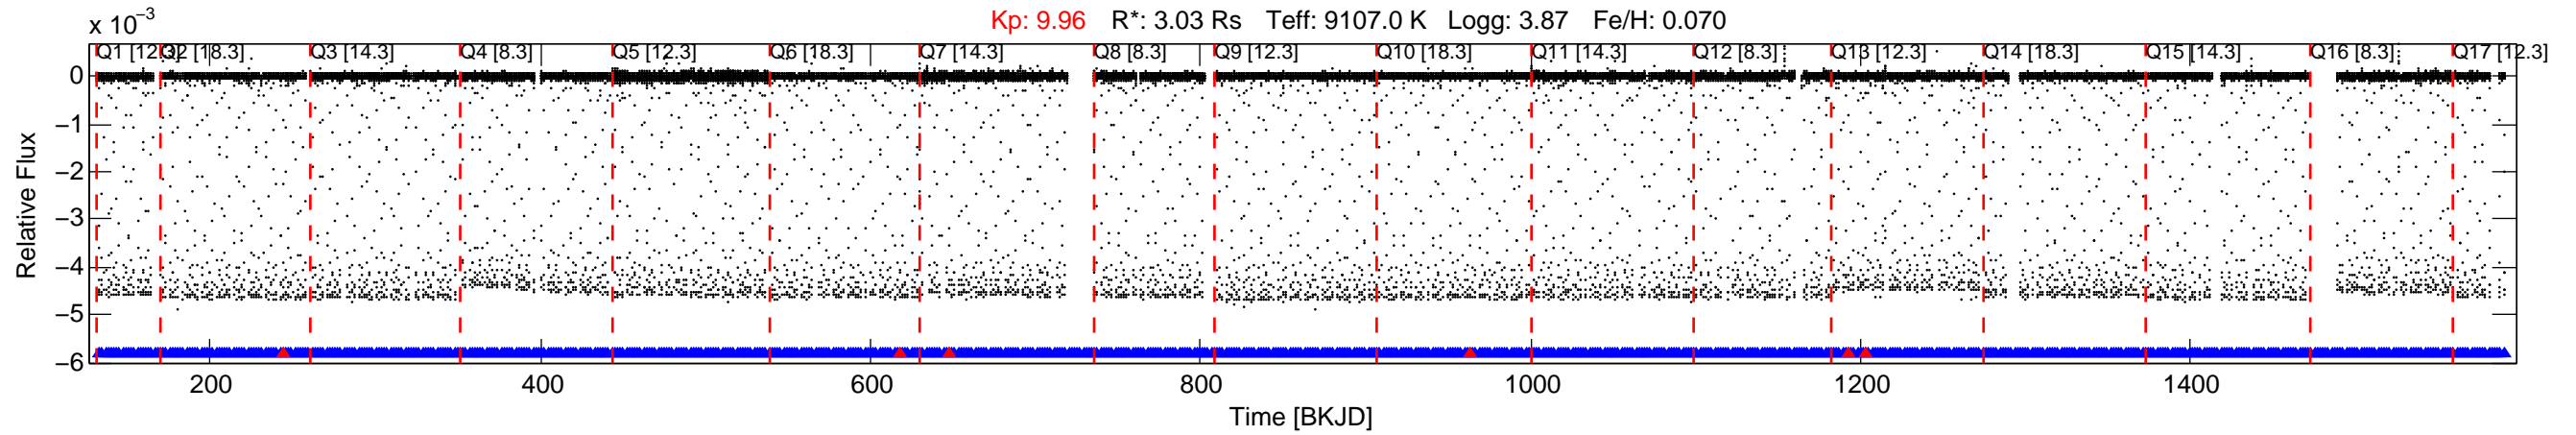 Kp: 9.96 R*: 3.03 Rs Teff: 9107.0 K Logg: 3.87 Fe/H: 0.070
x 10⁻³
Q1 [12.3] Q2 [18.3] Q3 [14.3] Q4 [8.3] Q5 [12.3] Q6 [18.3] Q7 [14.3] Q8 [8.3] Q9 [12.3] Q10 [18.3] Q11 [14.3] Q12 [8.3] Q13 [12.3] Q14 [18.3] Q15 [14.3] Q16 [8.3] Q17 [12.3]
0
−1
−2
−3
−4
−5
−6
Relative Flux
200 400 600 800 1000 1200 1400
Time [BKJD]